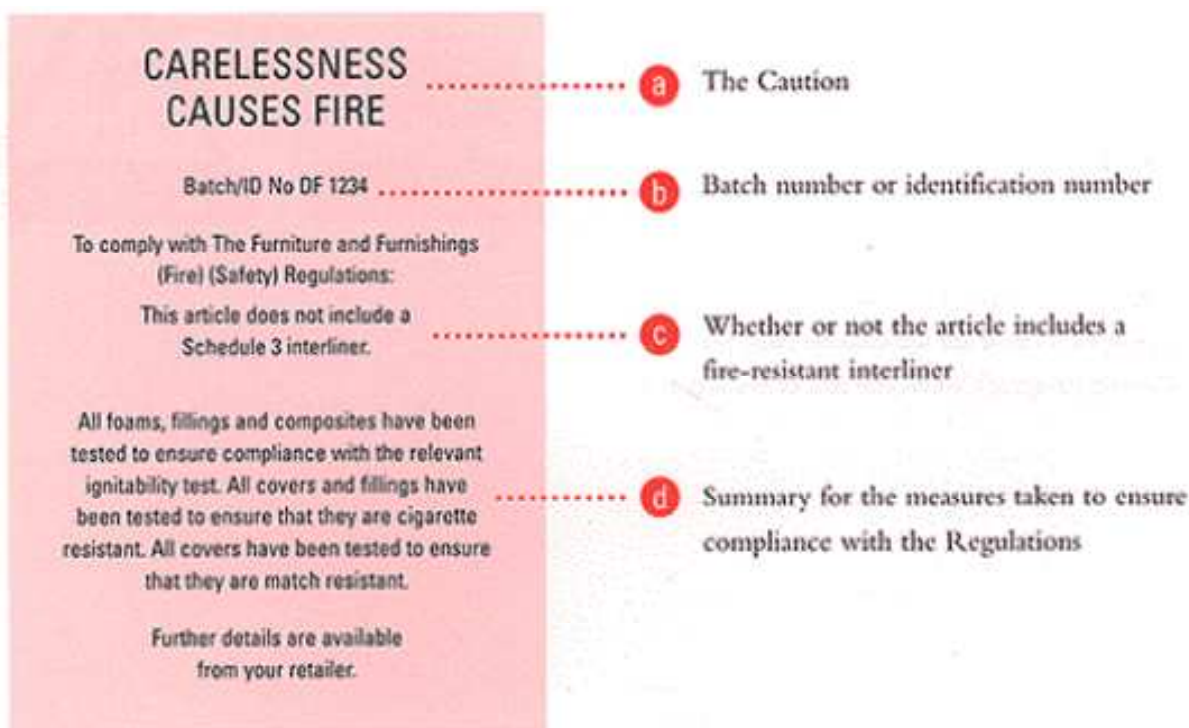 CARELESSNESS
CAUSES FIRE
a The Caution
Batch/ID No DF 1234
b Batch number or identification number
To comply with The Furniture and Furnishings
(Fire) (Safety) Regulations:
This article does not include a
Schedule 3 interliner.
c Whether or not the article includes a
fire-resistant interliner
All foams, fillings and composites have been
tested to ensure compliance with the relevant
ignitability test. All covers and fillings have
been tested to ensure that they are cigarette
resistant. All covers have been tested to ensure
that they are match resistant.
d Summary for the measures taken to ensure
compliance with the Regulations
Further details are available
from your retailer.